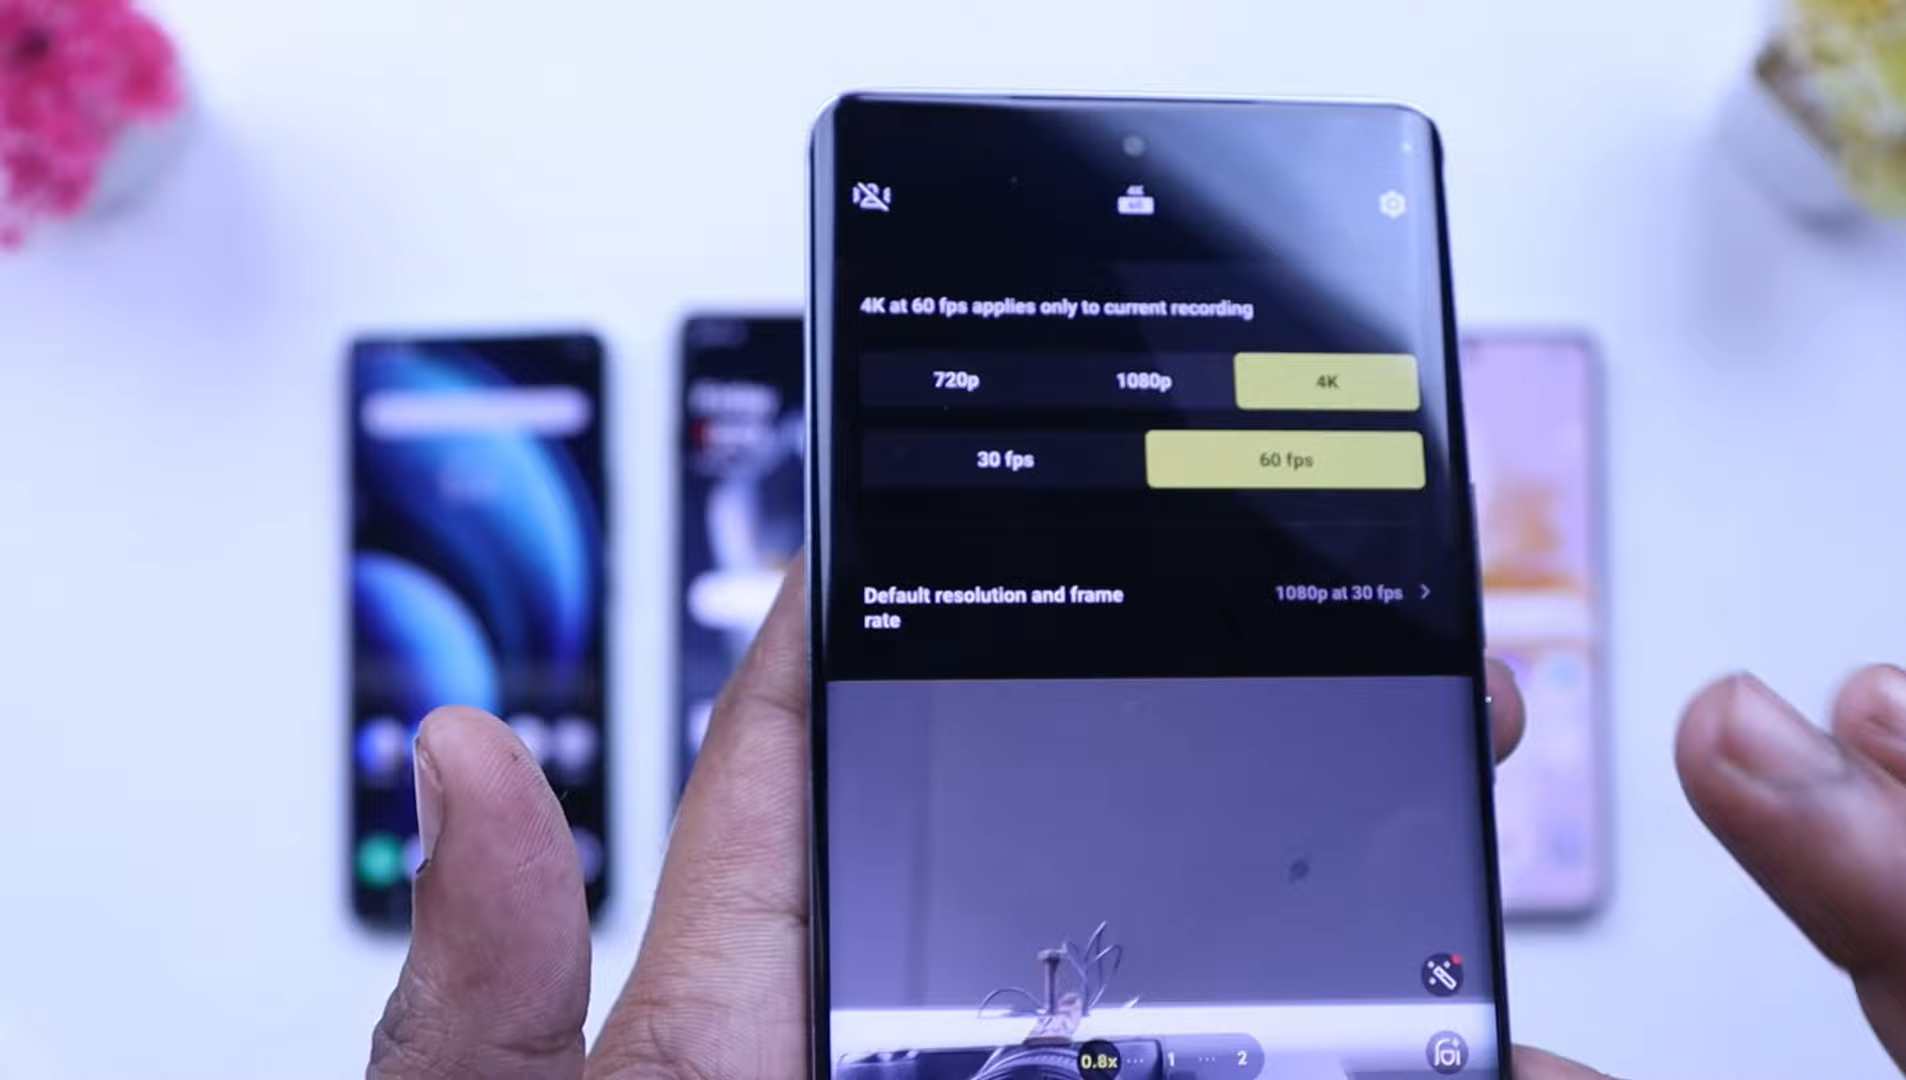 4K
4K at 60 fps applies only to current recording
720p 1080p 4K
30 fps 60 fps
Default resolution and frame rate 1080p at 30 fps
0.8x 1 2